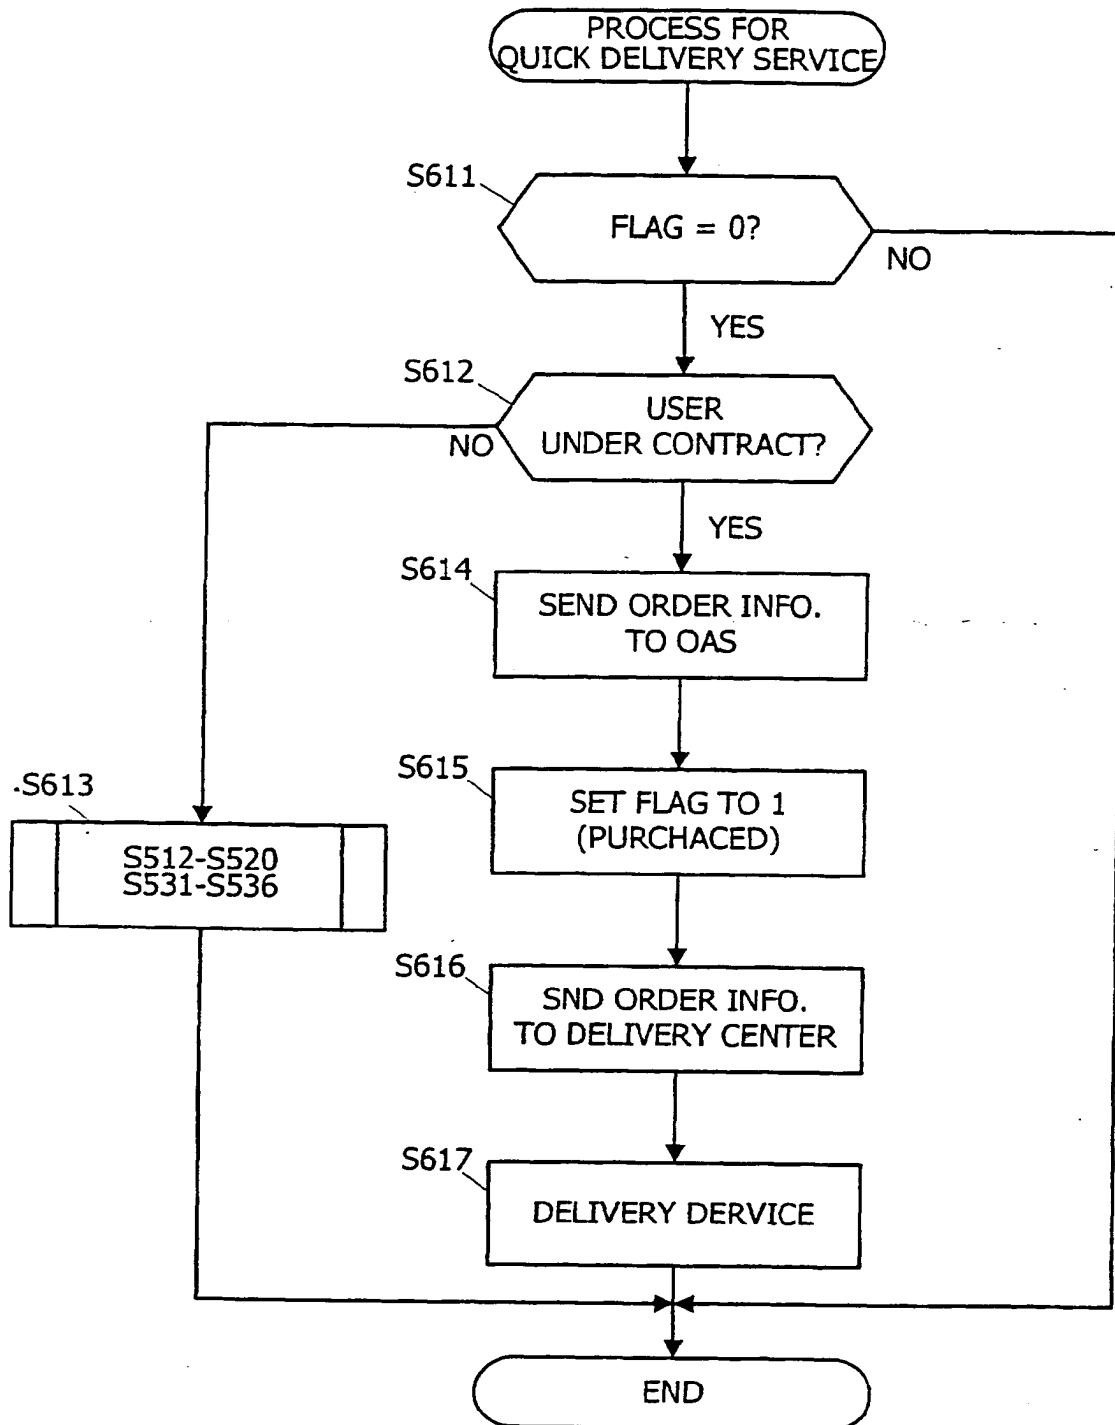 PROCESS FOR
QUICK DELIVERY SERVICE
S611
FLAG = 0?
NO
YES
S612
USER
UNDER CONTRACT?
NO
YES
S614
SEND ORDER INFO.
TO OAS
S615
SET FLAG TO 1
(PURCHACED)
.S613
S512-S520
S531-S536
S616
SND ORDER INFO.
TO DELIVERY CENTER
S617
DELIVERY DERVICE
END